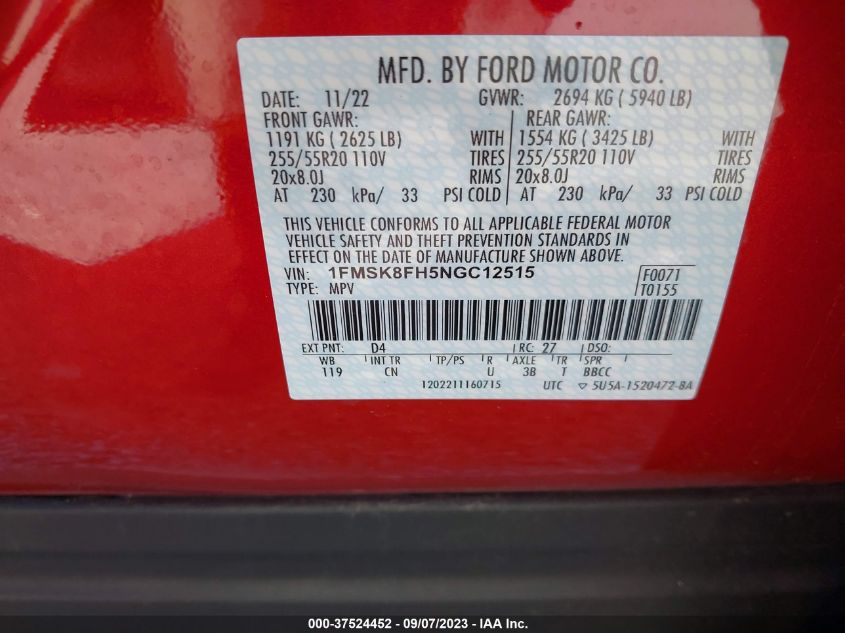 MFD. BY FORD MOTOR CO.
DATE: 11/22 GVWR: 2694 KG ( 5940 LB)
FRONT GAWR: REAR GAWR:
1191 KG ( 2625 LB) WITH 1554 KG ( 3425 LB) WITH
255/55R20 110V TIRES 255/55R20 110V TIRES
20x8.0J RIMS 20x8.0J RIMS
AT 230 kPa/ 33 PSI COLD AT 230 kPa/ 33 PSI COLD
THIS VEHICLE CONFORMS TO ALL APPLICABLE FEDERAL MOTOR
VEHICLE SAFETY AND THEFT PREVENTION STANDARDS IN
EFFECT ON THE DATE OF MANUFACTURE SHOWN ABOVE.
VIN: 1FMSK8FH5NGC12515 F0071
TYPE: MPV T0155
EXT PNT: D4 RC: 27 DSO:
WB INT TR TP/PS R AXLE TR SPR
119 CN U 3B T BBCC
1202211160715 UTC ▽ 5U5A-1520472-8A
000-37524452 - 09/07/2023 - IAA Inc.